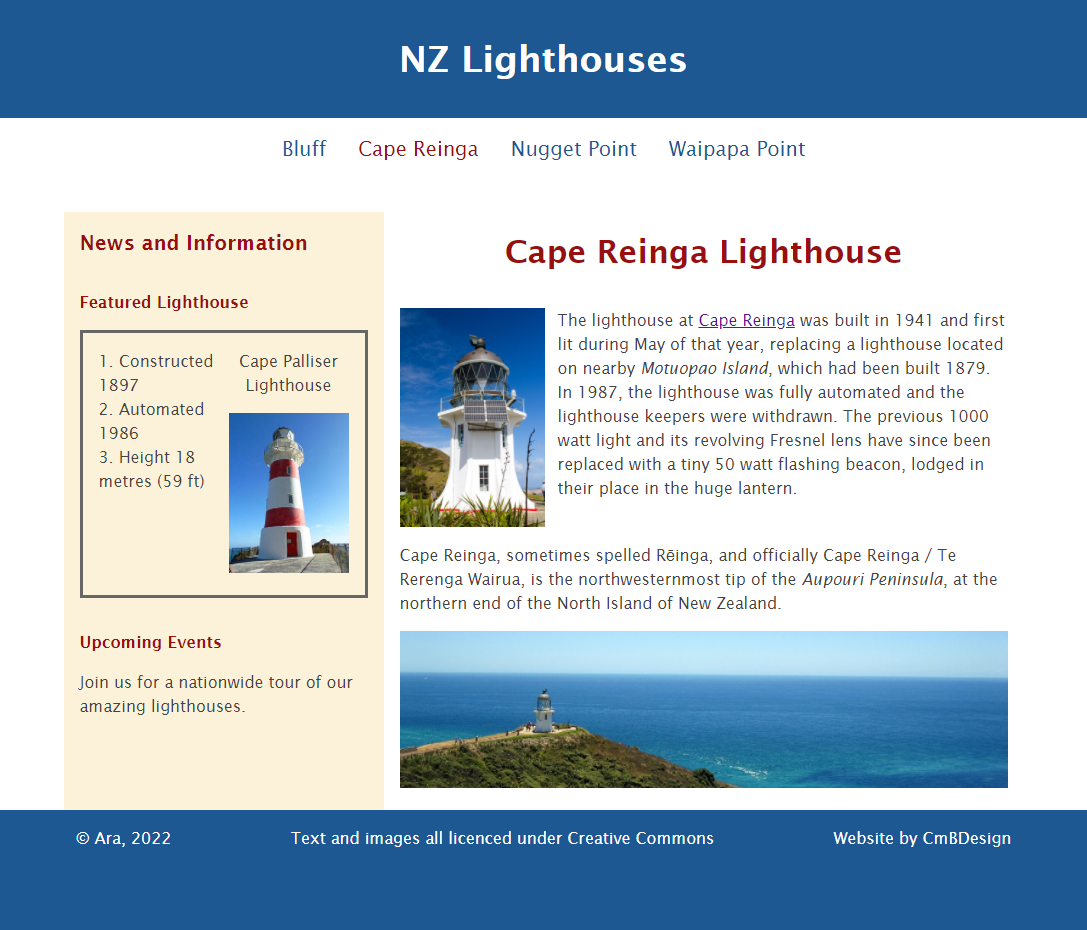 NZ Lighthouses
Bluff Cape Reinga Nugget Point Waipapa Point
News and Information
Featured Lighthouse
1. Constructed
1897
2. Automated
1986
3. Height 18
metres (59 ft)
Cape Palliser
Lighthouse
Upcoming Events
Join us for a nationwide tour of our
amazing lighthouses.
Cape Reinga Lighthouse
The lighthouse at Cape Reinga was built in 1941 and first
lit during May of that year, replacing a lighthouse located
on nearby Motuopao Island, which had been built 1879.
In 1987, the lighthouse was fully automated and the
lighthouse keepers were withdrawn. The previous 1000
watt light and its revolving Fresnel lens have since been
replaced with a tiny 50 watt flashing beacon, lodged in
their place in the huge lantern.
Cape Reinga, sometimes spelled Rēinga, and officially Cape Reinga / Te
Rerenga Wairua, is the northwesternmost tip of the Aupouri Peninsula, at the
northern end of the North Island of New Zealand.
© Ara, 2022 Text and images all licenced under Creative Commons Website by CmBDesign